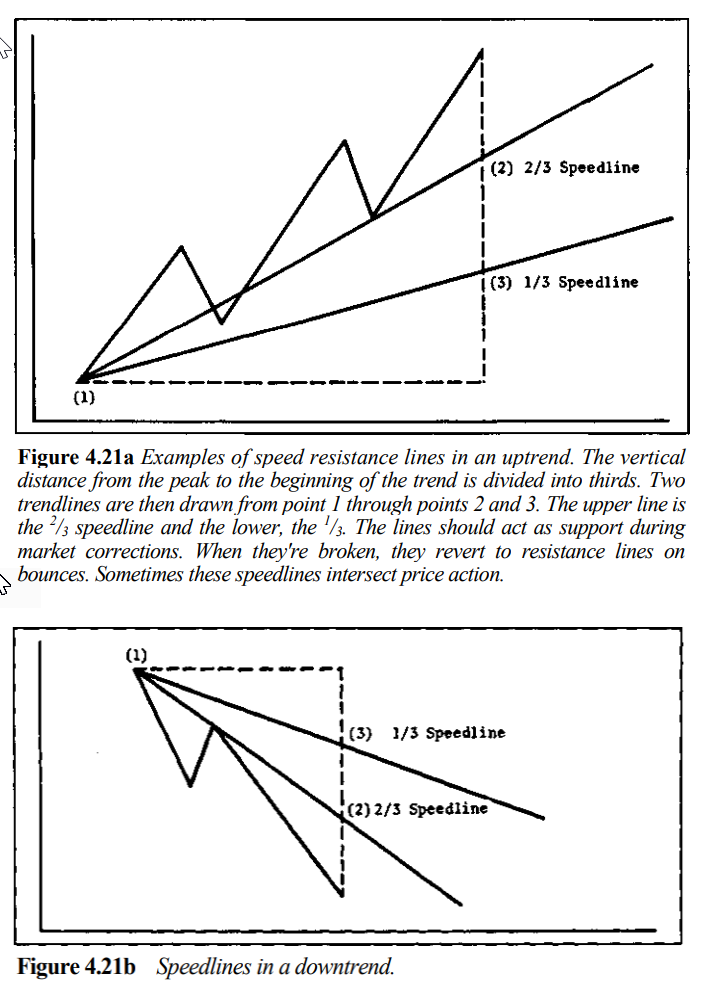 (2) 2/3 Speedline
(3) 1/3 Speedline
(1)
Figure 4.21a Examples of speed resistance lines in an uptrend. The vertical
distance from the peak to the beginning of the trend is divided into thirds. Two
trendlines are then drawn from point 1 through points 2 and 3. The upper line is
the 2/3 speedline and the lower, the 1/3. The lines should act as support during
market corrections. When they're broken, they revert to resistance lines on
bounces. Sometimes these speedlines intersect price action.
(1)
(3) 1/3 Speedline
(2) 2/3 Speedline
Figure 4.21b Speedlines in a downtrend.